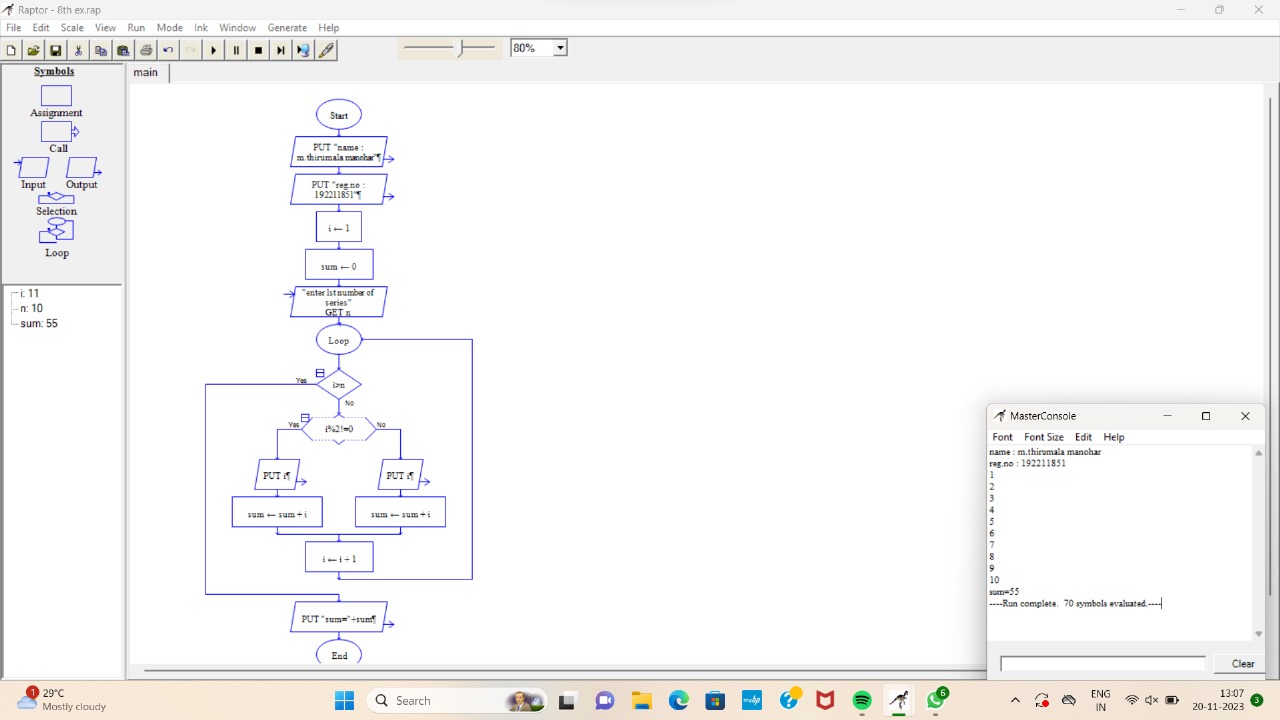 Raptor - 8th ex.rap
File Edit Scale View Run Mode Ink Window Generate Help
80%
Symbols
Assignment
Call
Input Output
Selection
Loop
i: 11
n: 10
sum: 55
main
Start
PUT "name :
m.thirumala manohar"¶
PUT "reg.no :
192211851"¶
i ← 1
sum ← 0
"enter lst number of
series"
GET n
Loop
i>n
Yes
No
i%2!=0
Yes
No
PUT i¶
PUT i¶
sum ← sum + i
sum ← sum + i
i ← i + 1
PUT "sum="+sum¶
End
MasterConsole
Font Font Size Edit Help
name : m.thirumala manohar
reg.no : 192211851
1
2
3
4
5
6
7
8
9
10
sum=55
----Run complete. 70 symbols evaluated.----
Clear
1
29°C
Mostly cloudy
Search
myhp
6
ENG
IN
13:07
20-11-2023
3